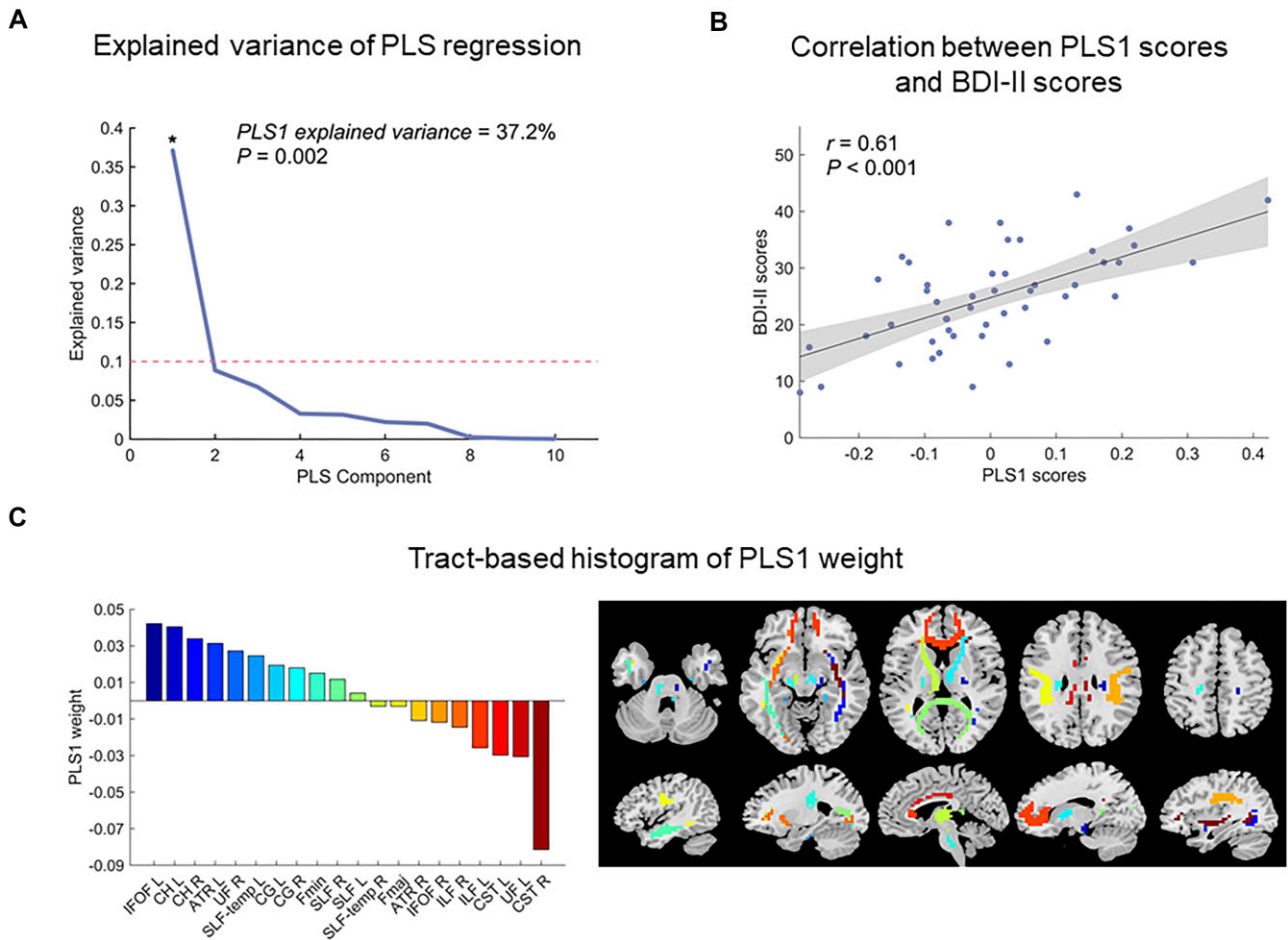 A
Explained variance of PLS regression
PLS1 explained variance = 37.2%
P = 0.002
*
0.4
0.35
0.3
0.25
0.2
0.15
0.1
0.05
0
Explained variance
0 2 4 6 8 10
PLS Component
B
Correlation between PLS1 scores
and BDI-II scores
r = 0.61
P < 0.001
50
40
30
20
10
0
BDI-II scores
-0.2 -0.1 0 0.1 0.2 0.3 0.4
PLS1 scores
C
Tract-based histogram of PLS1 weight
0.05
0.03
0.01
-0.01
-0.03
-0.05
-0.07
-0.09
PLS1 weight
IFOF L
CH L
CH R
ATR L
UF R
SLF-temp L
CG L
CG R
Fmin
SLF R
SLF L
SLF-temp R
Fmaj
ATR R
IFOF R
ILF R
ILF L
CST L
UF L
CST R